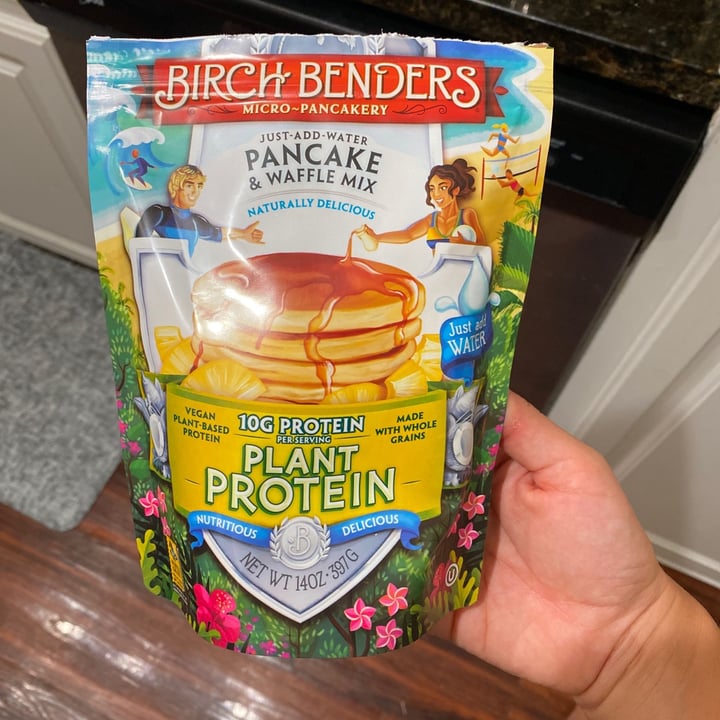 BIRCH BENDERS
MICRO~PANCAKERY
JUST-ADD-WATER
PANCAKE
& WAFFLE MIX
NATURALLY DELICIOUS
Just add
WATER
VEGAN
PLANT-BASED
PROTEIN
10G PROTEIN
PER SERVING
MADE
WITH WHOLE
GRAINS
PLANT
PROTEIN
NUTRITIOUS
DELICIOUS
B
NET WT 14OZ · 397G
U